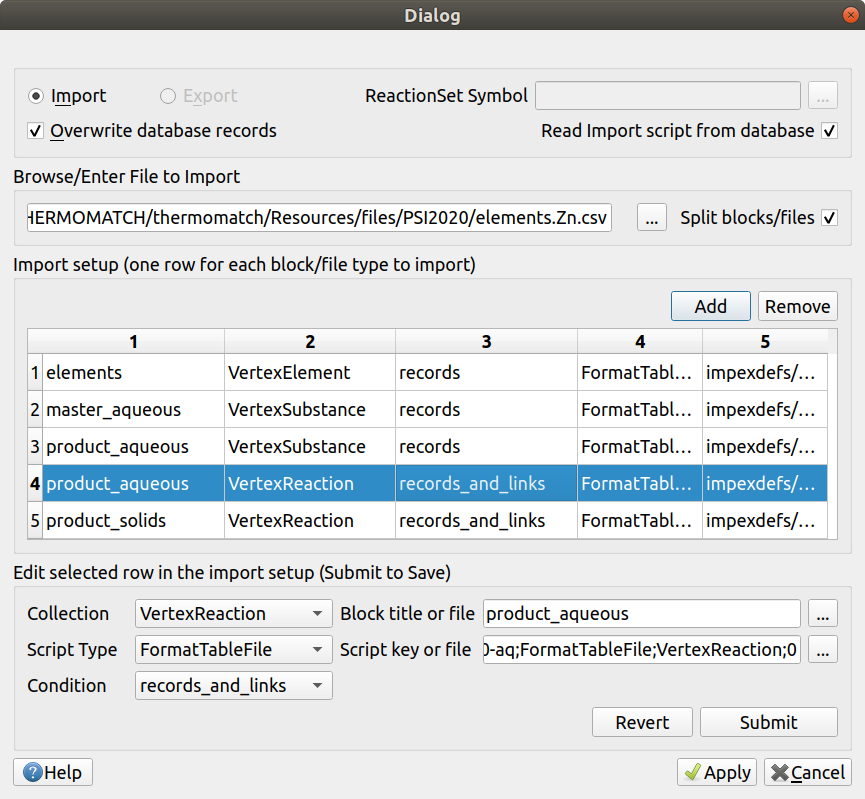 Dialog
Import Export ReactionSet Symbol ...
Overwrite database records Read Import script from database
Browse/Enter File to Import
HERMOMATCH/thermomatch/Resources/files/PSI2020/elements.Zn.csv ... Split blocks/files
Import setup (one row for each block/file type to import)
Add Remove
1 2 3 4 5
1 elements VertexElement records FormatTabl... impexdefs/...
2 master_aqueous VertexSubstance records FormatTabl... impexdefs/...
3 product_aqueous VertexSubstance records FormatTabl... impexdefs/...
4 product_aqueous VertexReaction records_and_links FormatTabl... impexdefs/...
5 product_solids VertexReaction records_and_links FormatTabl... impexdefs/...
Edit selected row in the import setup (Submit to Save)
Collection VertexReaction Block title or file product_aqueous ...
Script Type FormatTableFile Script key or file 0-aq;FormatTableFile;VertexReaction;0 ...
Condition records_and_links
Revert Submit
Help Apply Cancel